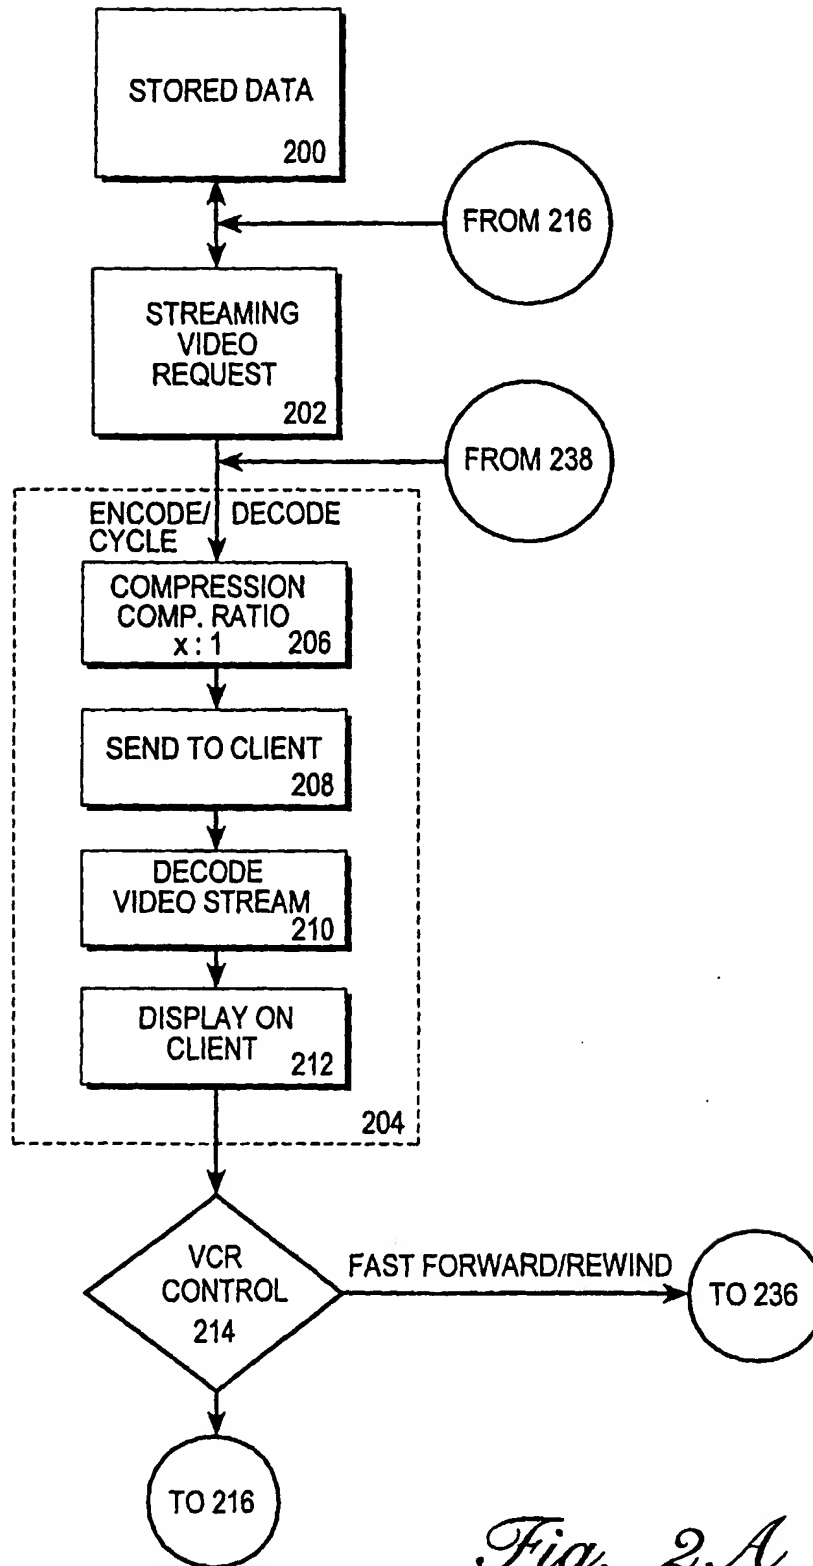 STORED DATA
200
FROM 216
STREAMING
VIDEO
REQUEST
202
FROM 238
ENCODE/ DECODE
CYCLE
COMPRESSION
COMP. RATIO
x : 1 206
SEND TO CLIENT
208
DECODE
VIDEO STREAM
210
DISPLAY ON
CLIENT
212
204
VCR
CONTROL
214
FAST FORWARD/REWIND
TO 236
TO 216
Fig. 2A